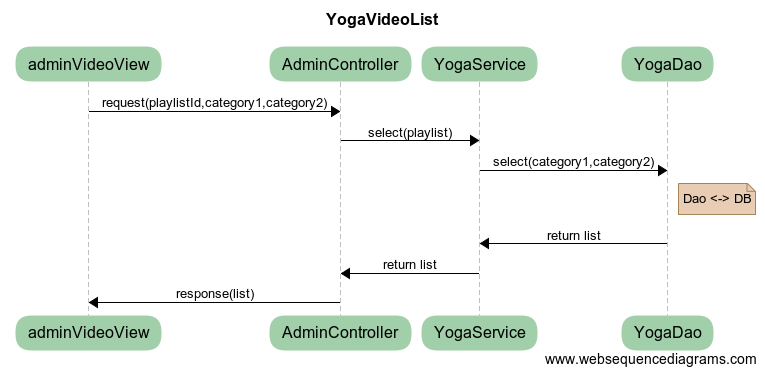 YogaVideoList
adminVideoView AdminController YogaService YogaDao
request(playlistId,category1,category2)
select(playlist)
select(category1,category2)
Dao <-> DB
return list
return list
response(list)
adminVideoView AdminController YogaService YogaDao
www.websequencediagrams.com